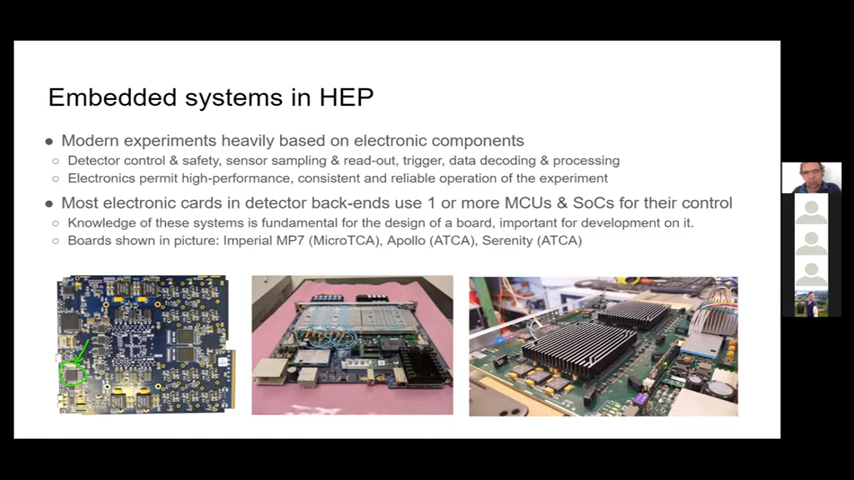 Embedded systems in HEP
● Modern experiments heavily based on electronic components
○ Detector control & safety, sensor sampling & read-out, trigger, data decoding & processing
○ Electronics permit high-performance, consistent and reliable operation of the experiment
● Most electronic cards in detector back-ends use 1 or more MCUs & SoCs for their control
○ Knowledge of these systems is fundamental for the design of a board, important for development on it.
○ Boards shown in picture: Imperial MP7 (MicroTCA), Apollo (ATCA), Serenity (ATCA)